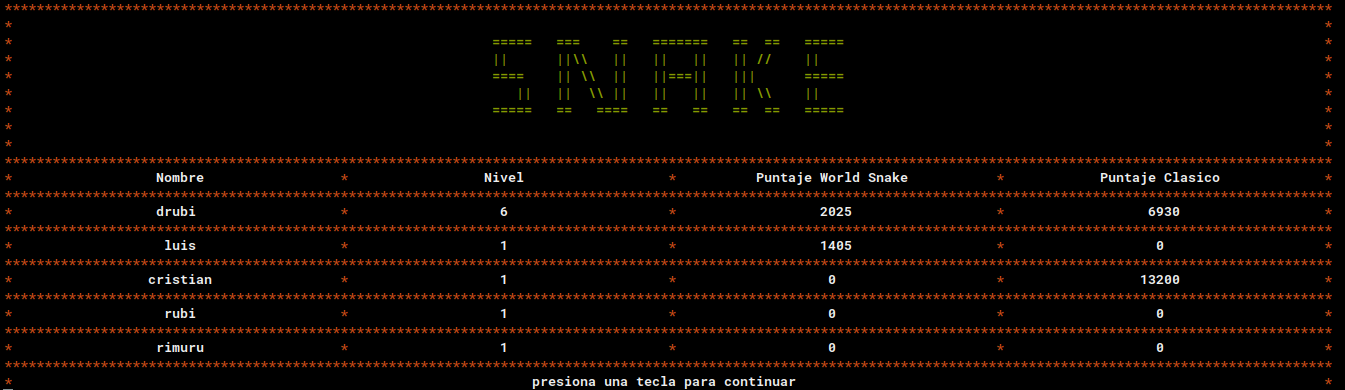 SNAKE
Nombre * Nivel * Puntaje World Snake * Puntaje Clasico
drubi * 6 * 2025 * 6930
luis * 1 * 1405 * 0
cristian * 1 * 0 * 13200
rubi * 1 * 0 * 0
rimuru * 1 * 0 * 0
presiona una tecla para continuar